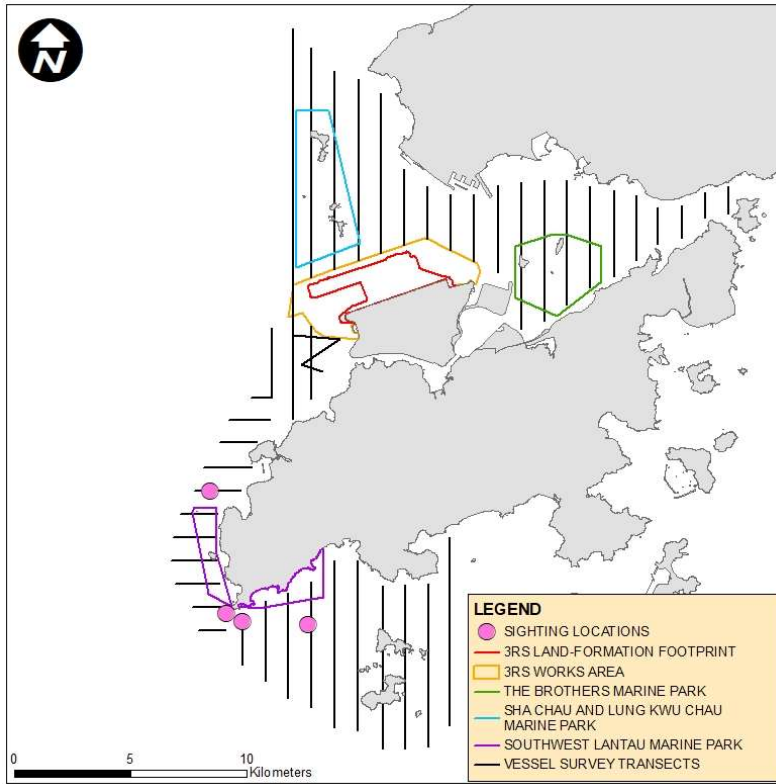 N
LEGEND
SIGHTING LOCATIONS
3RS LAND-FORMATION FOOTPRINT
3RS WORKS AREA
THE BROTHERS MARINE PARK
SHA CHAU AND LUNG KWU CHAU
MARINE PARK
SOUTHWEST LANTAU MARINE PARK
VESSEL SURVEY TRANSECTS
0 5 10
Kilometers